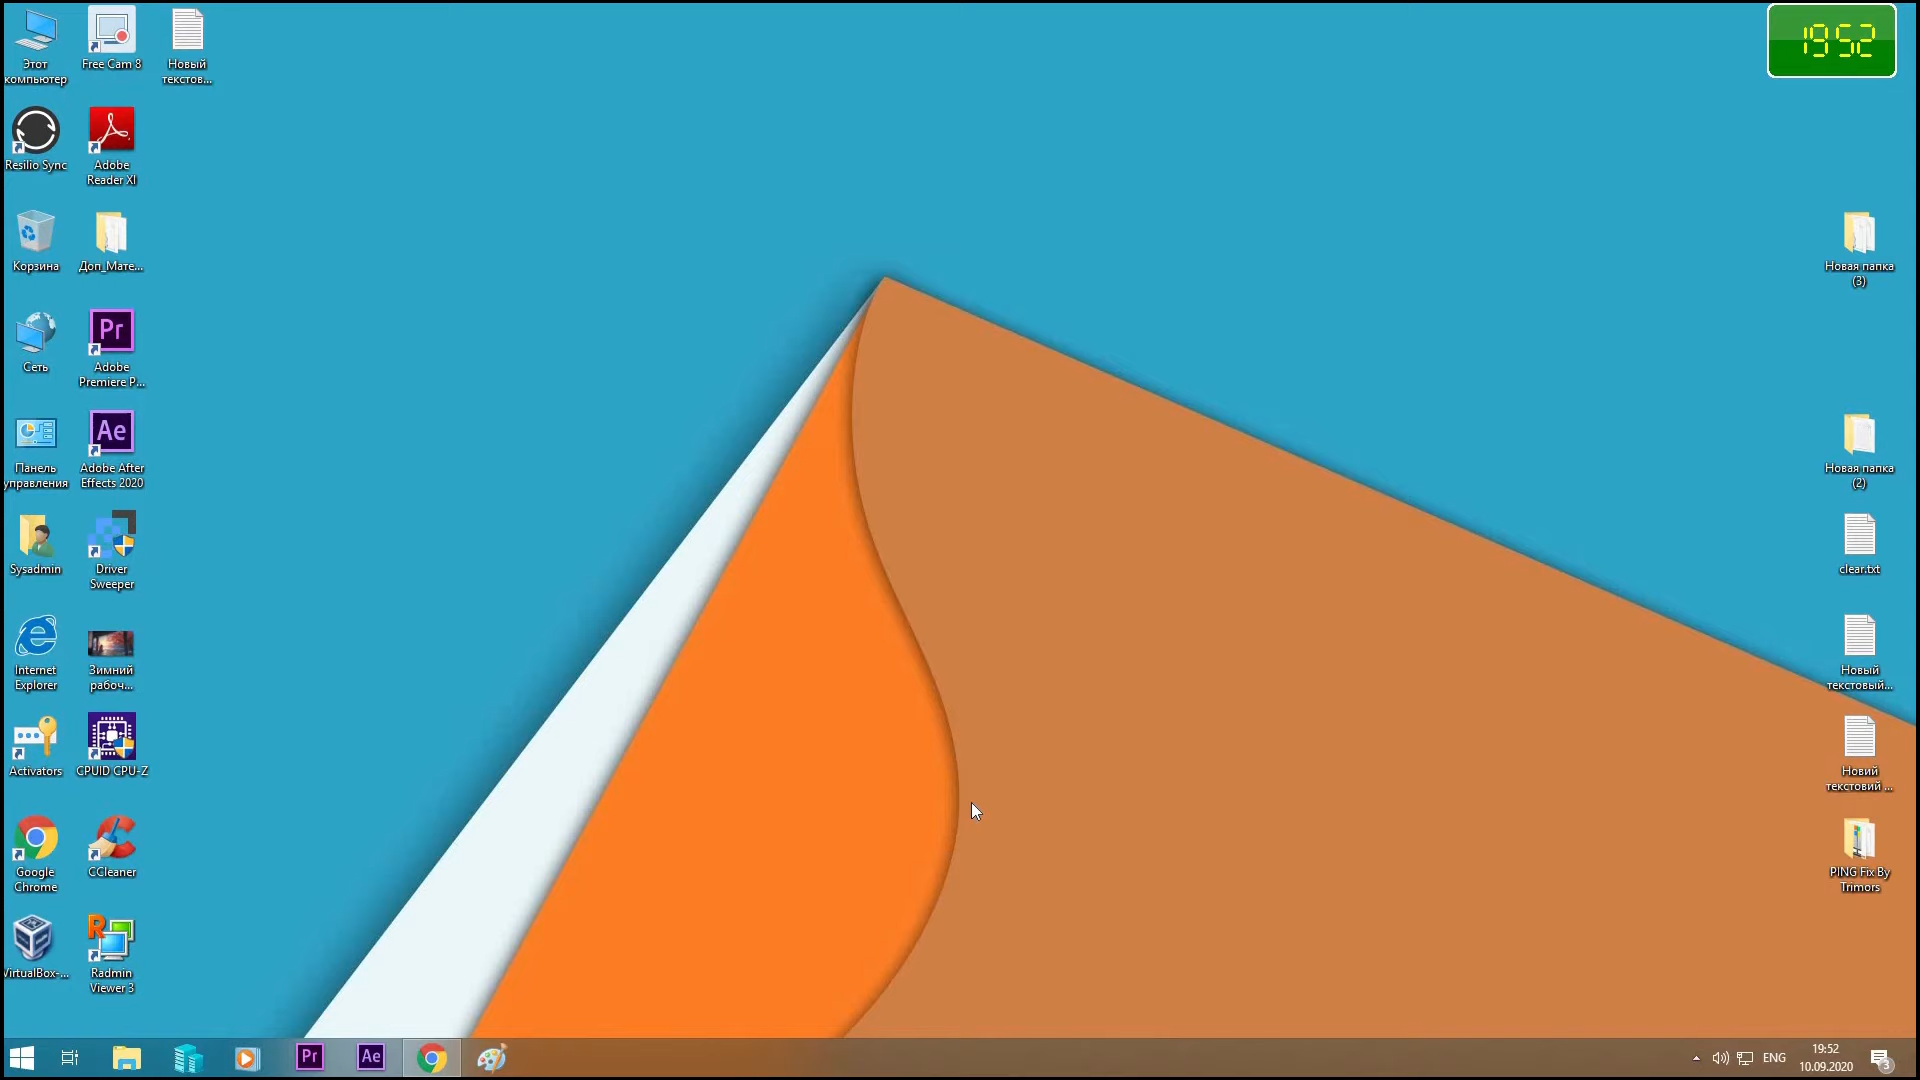 Этот
компьютер
Free Cam 8
Новый
текстов...
19 52
Resilio Sync
Adobe
Reader XI
Корзина
Доп_Мате...
Новая папка
(3)
Сеть
Pr
Adobe
Premiere P...
Ae
Панель
управления
Adobe After
Effects 2020
Новая папка
(2)
Sysadmin
Driver
Sweeper
clear.txt
Internet
Explorer
Зимний
рабоч...
Новый
текстовый...
Activators
CPUID CPU-Z
Новий
текстовий ...
Google
Chrome
CCleaner
PING Fix By
Trimors
VirtualBox-...
R
Radmin
Viewer 3
Pr
Ae
ENG
19:52
10.09.2020
3